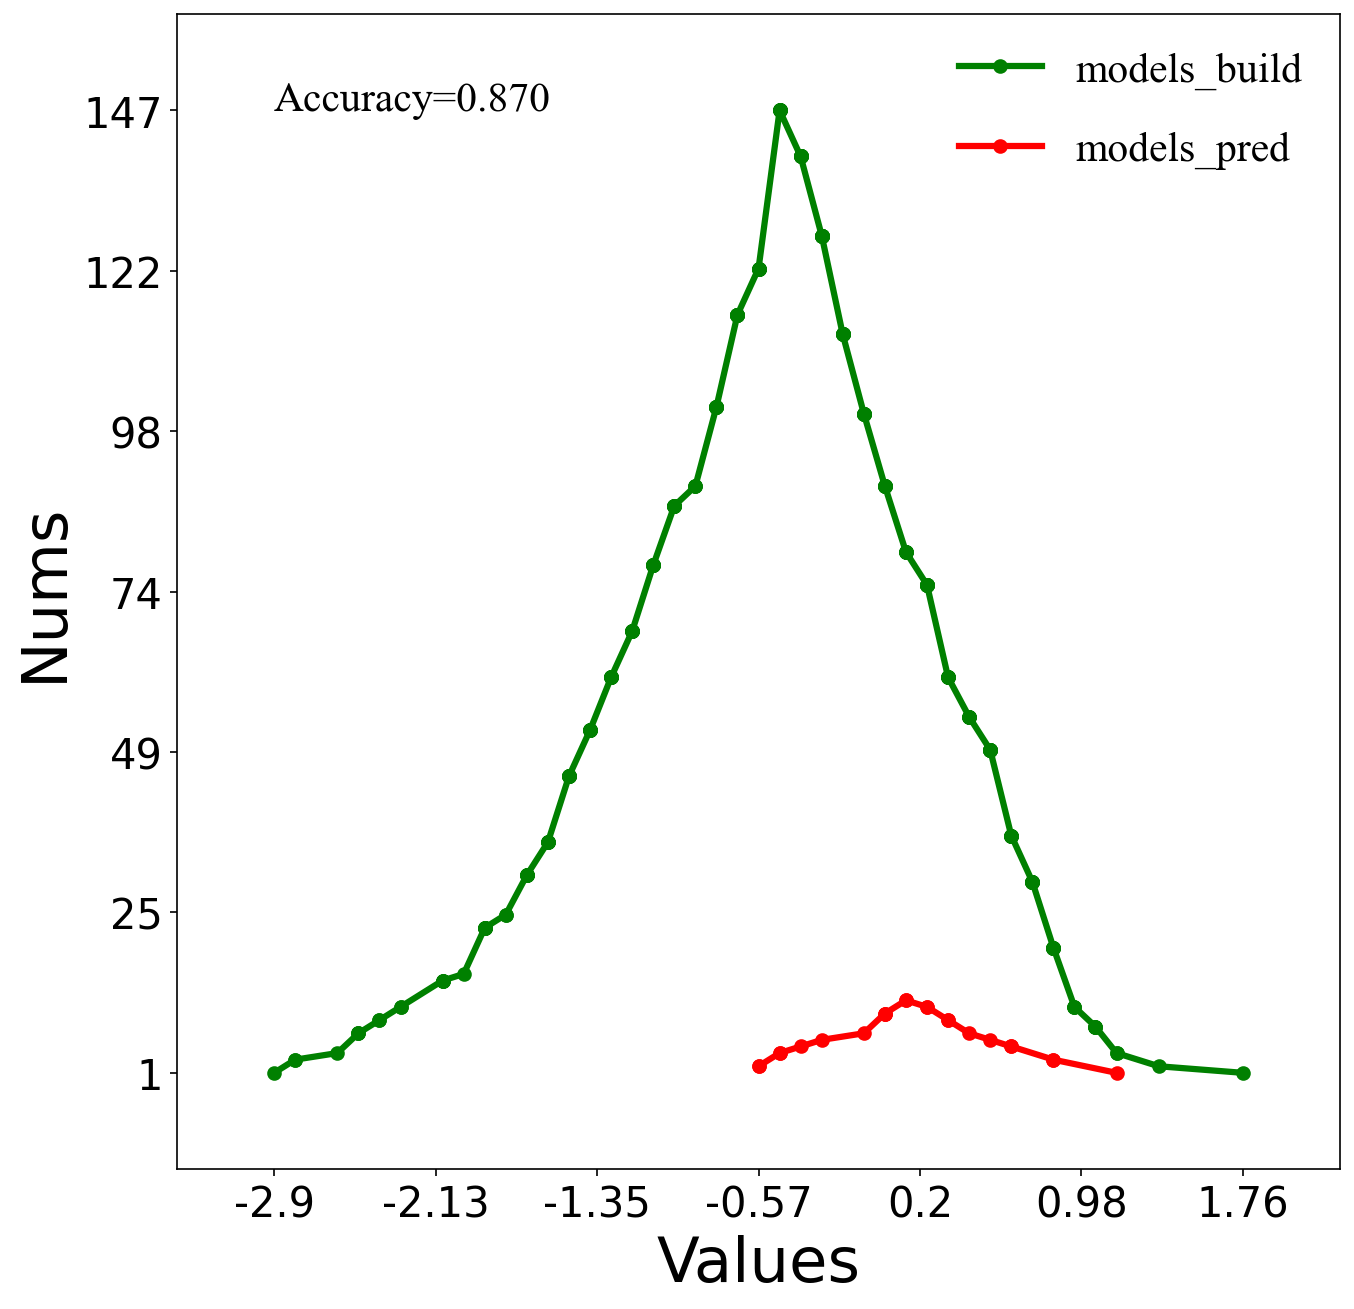 Accuracy=0.870
models_build
models_pred
Nums
147
122
98
74
49
25
1
-2.9 -2.13 -1.35 -0.57 0.2 0.98 1.76
Values